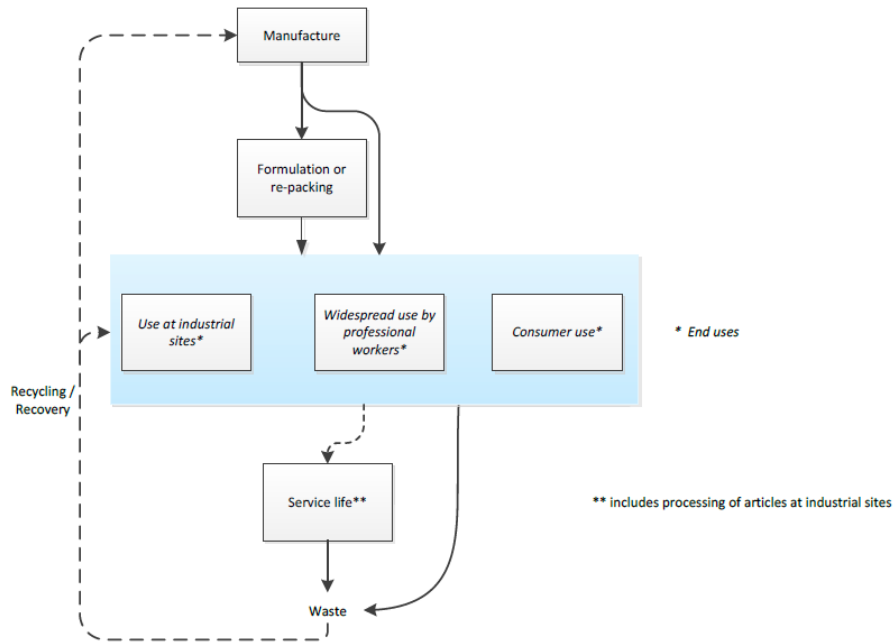 Manufacture
Formulation or
re-packing
Use at industrial
sites*
Widespread use by
professional
workers*
Consumer use*
* End uses
Recycling /
Recovery
Service life**
** includes processing of articles at industrial sites
Waste